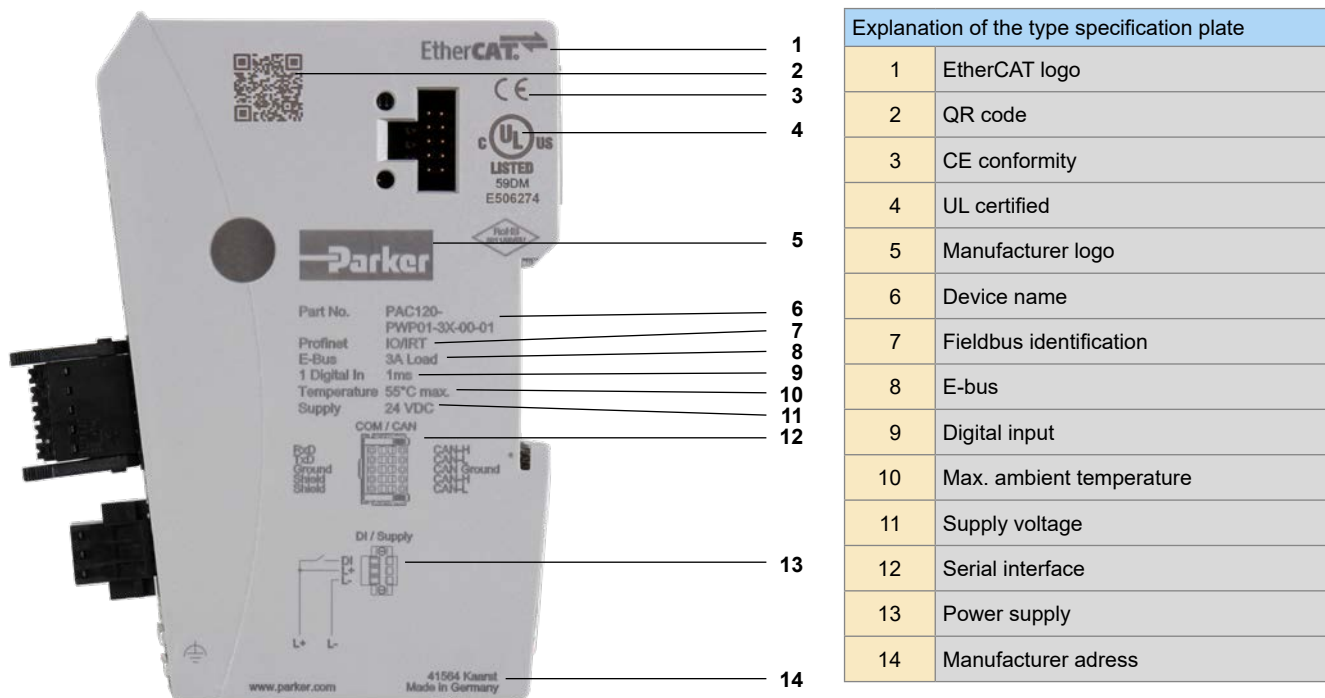 EtherCAT.
CE
C UL US
LISTED
59DM
E506274
RoHS
Parker
Part No. PAC120-
PWP01-3X-00-01
Profinet IO/IRT
E-Bus 3A Load
1 Digital In 1ms
Temperature 55°C max.
Supply 24 VDC
COM / CAN
RxD CAN-H
TxD CAN-L
Ground CAN Ground
Shield CAN-H
Shield CAN-L
DI / Supply
DI
L+
L-
L+ L-
41564 Kaarst
www.parker.com Made in Germany
1
2
3
4
5
6
7
8
9
10
11
12
13
14
Explanation of the type specification plate
1 EtherCAT logo
2 QR code
3 CE conformity
4 UL certified
5 Manufacturer logo
6 Device name
7 Fieldbus identification
8 E-bus
9 Digital input
10 Max. ambient temperature
11 Supply voltage
12 Serial interface
13 Power supply
14 Manufacturer adress